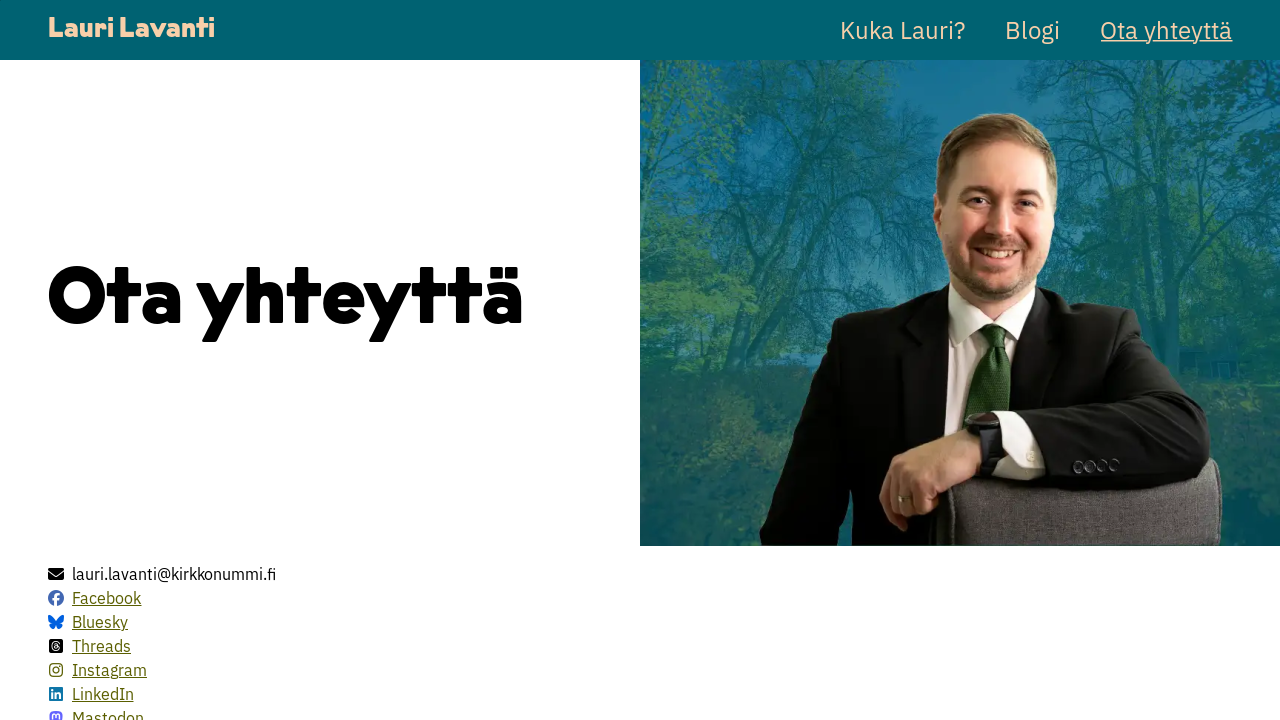 Lauri Lavanti
Kuka Lauri?
Blogi
Ota yhteyttä
Ota yhteyttä
lauri.lavanti@kirkkonummi.fi
Facebook
Bluesky
Threads
Instagram
LinkedIn
Mastodon